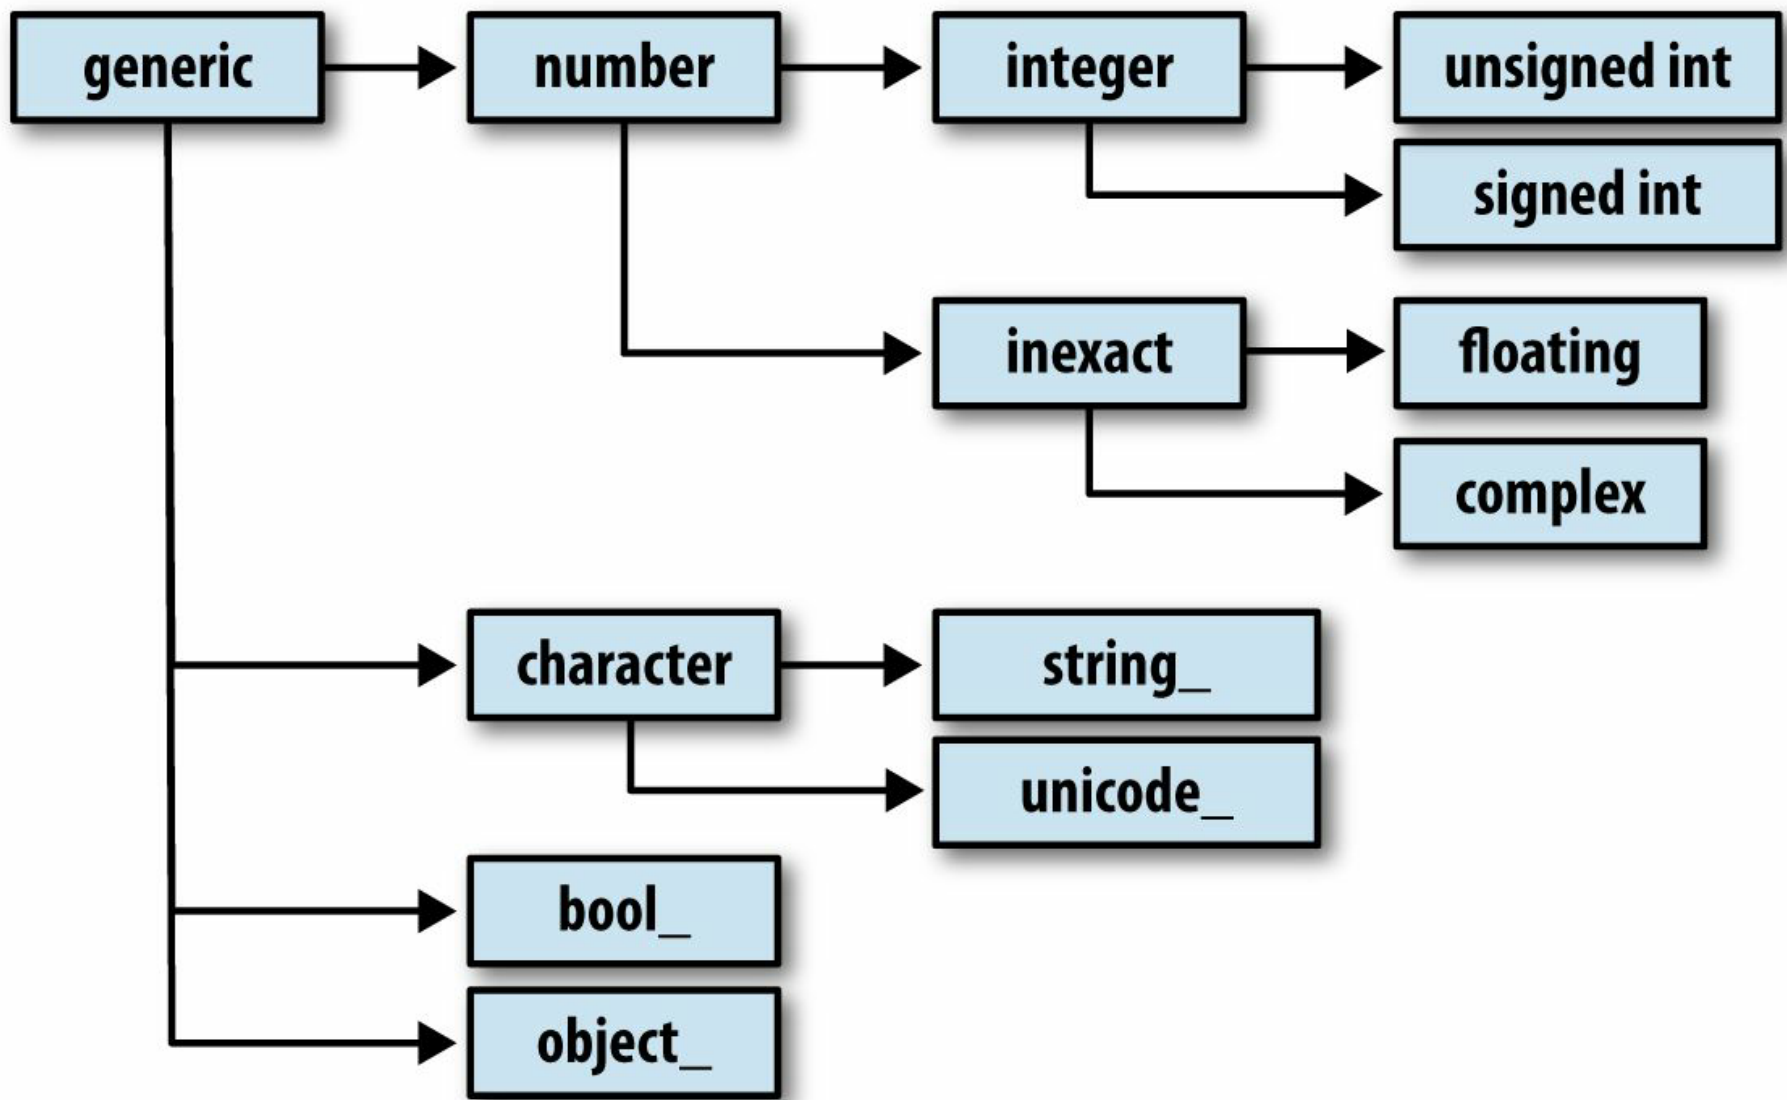 generic
number
integer
unsigned int
signed int
inexact
floating
complex
character
string_
unicode_
bool_
object_